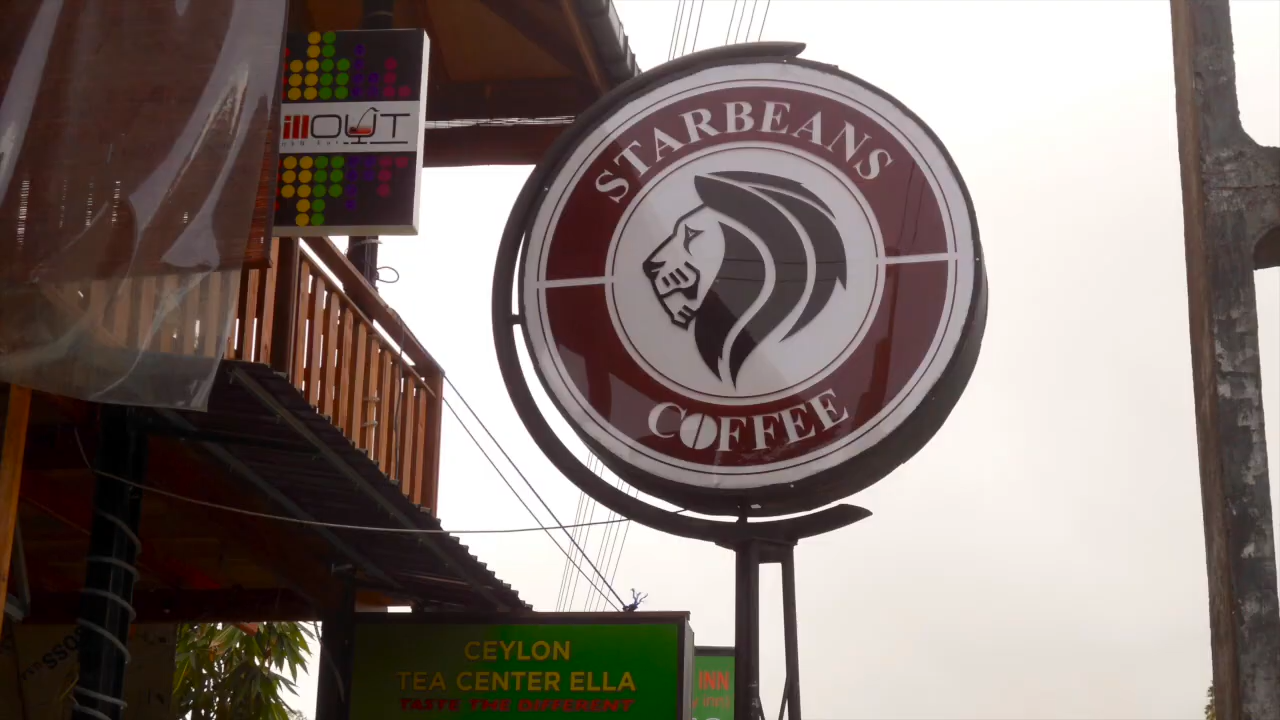 illOUT
STARBEANS
COFFEE
CEYLON
TEA CENTER ELLA
TASTE THE DIFFERENT
INN